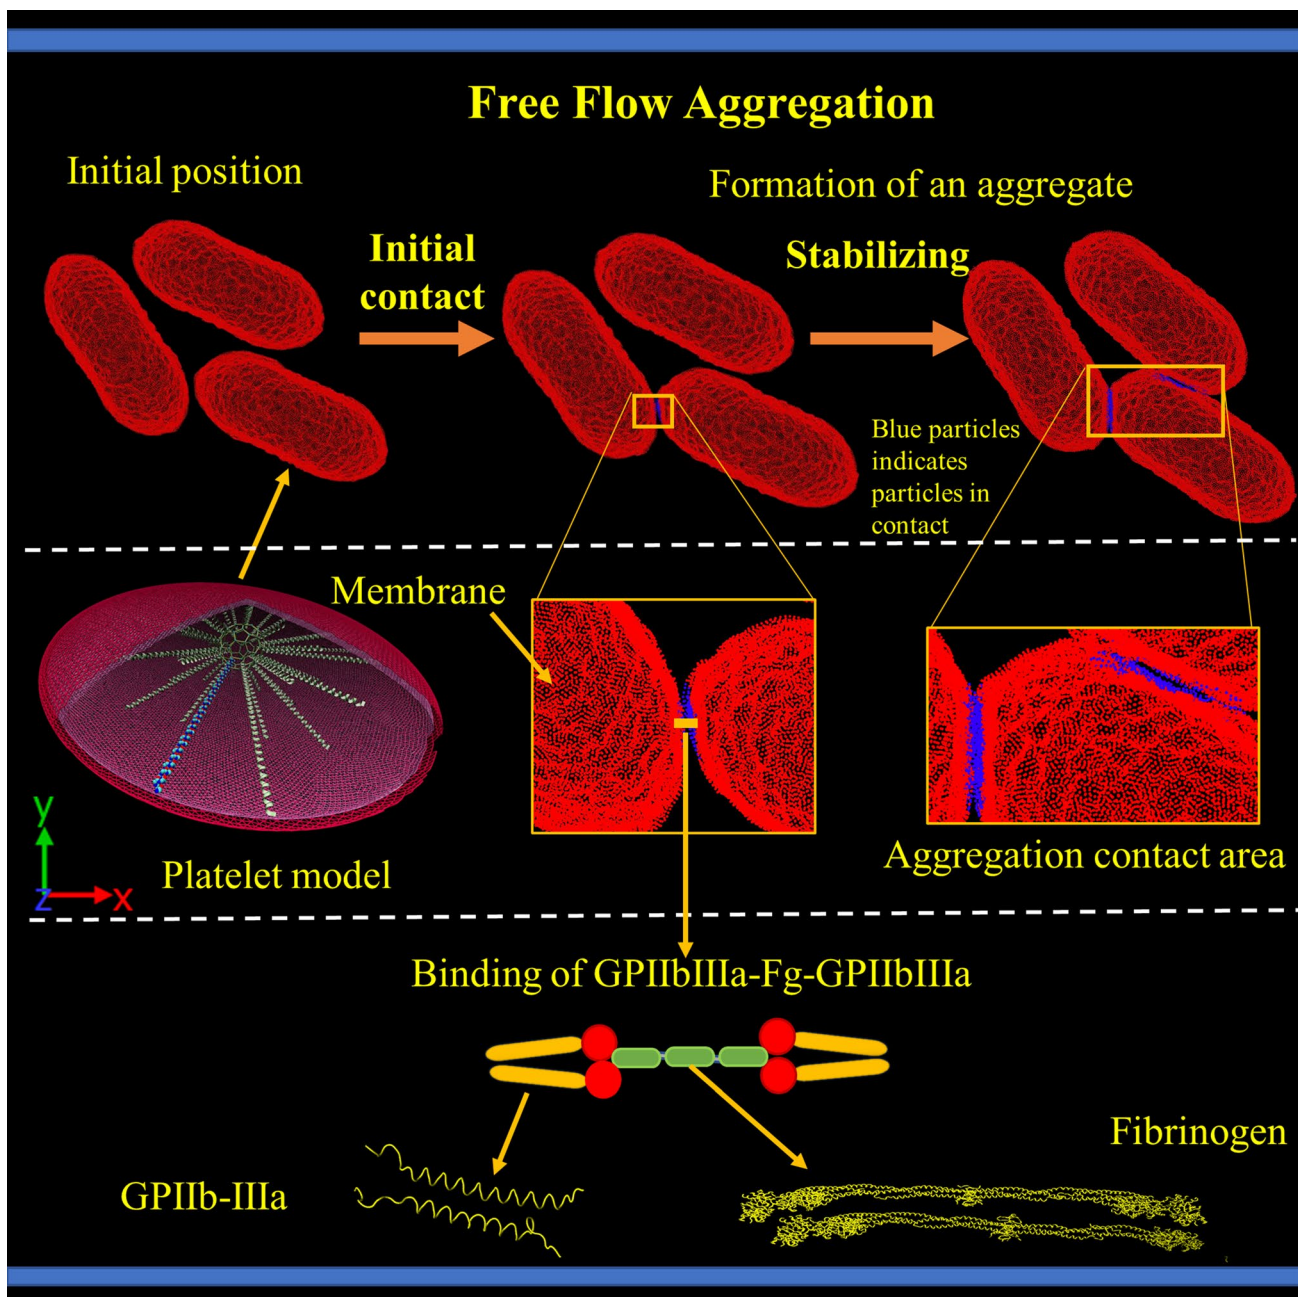 Free Flow Aggregation
Initial position
Formation of an aggregate
Initial
contact
Stabilizing
Blue particles
indicates
particles in
contact
Membrane
Platelet model
y
z
x
Aggregation contact area
Binding of GPIIbIIIa-Fg-GPIIbIIIa
Fibrinogen
GPIIb-IIIa